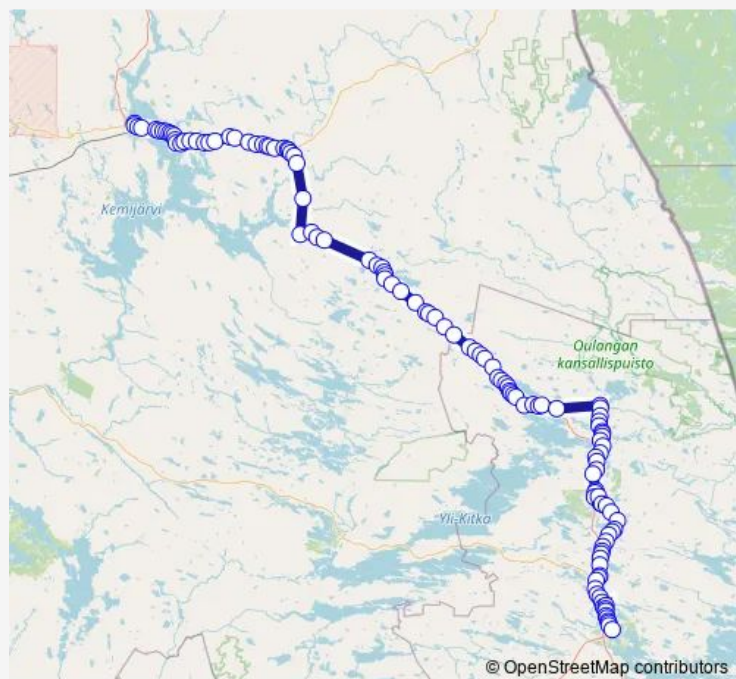 Kemijärvi
Oulangan
kansallispuisto
Yli-Kitka
© OpenStreetMap contributors